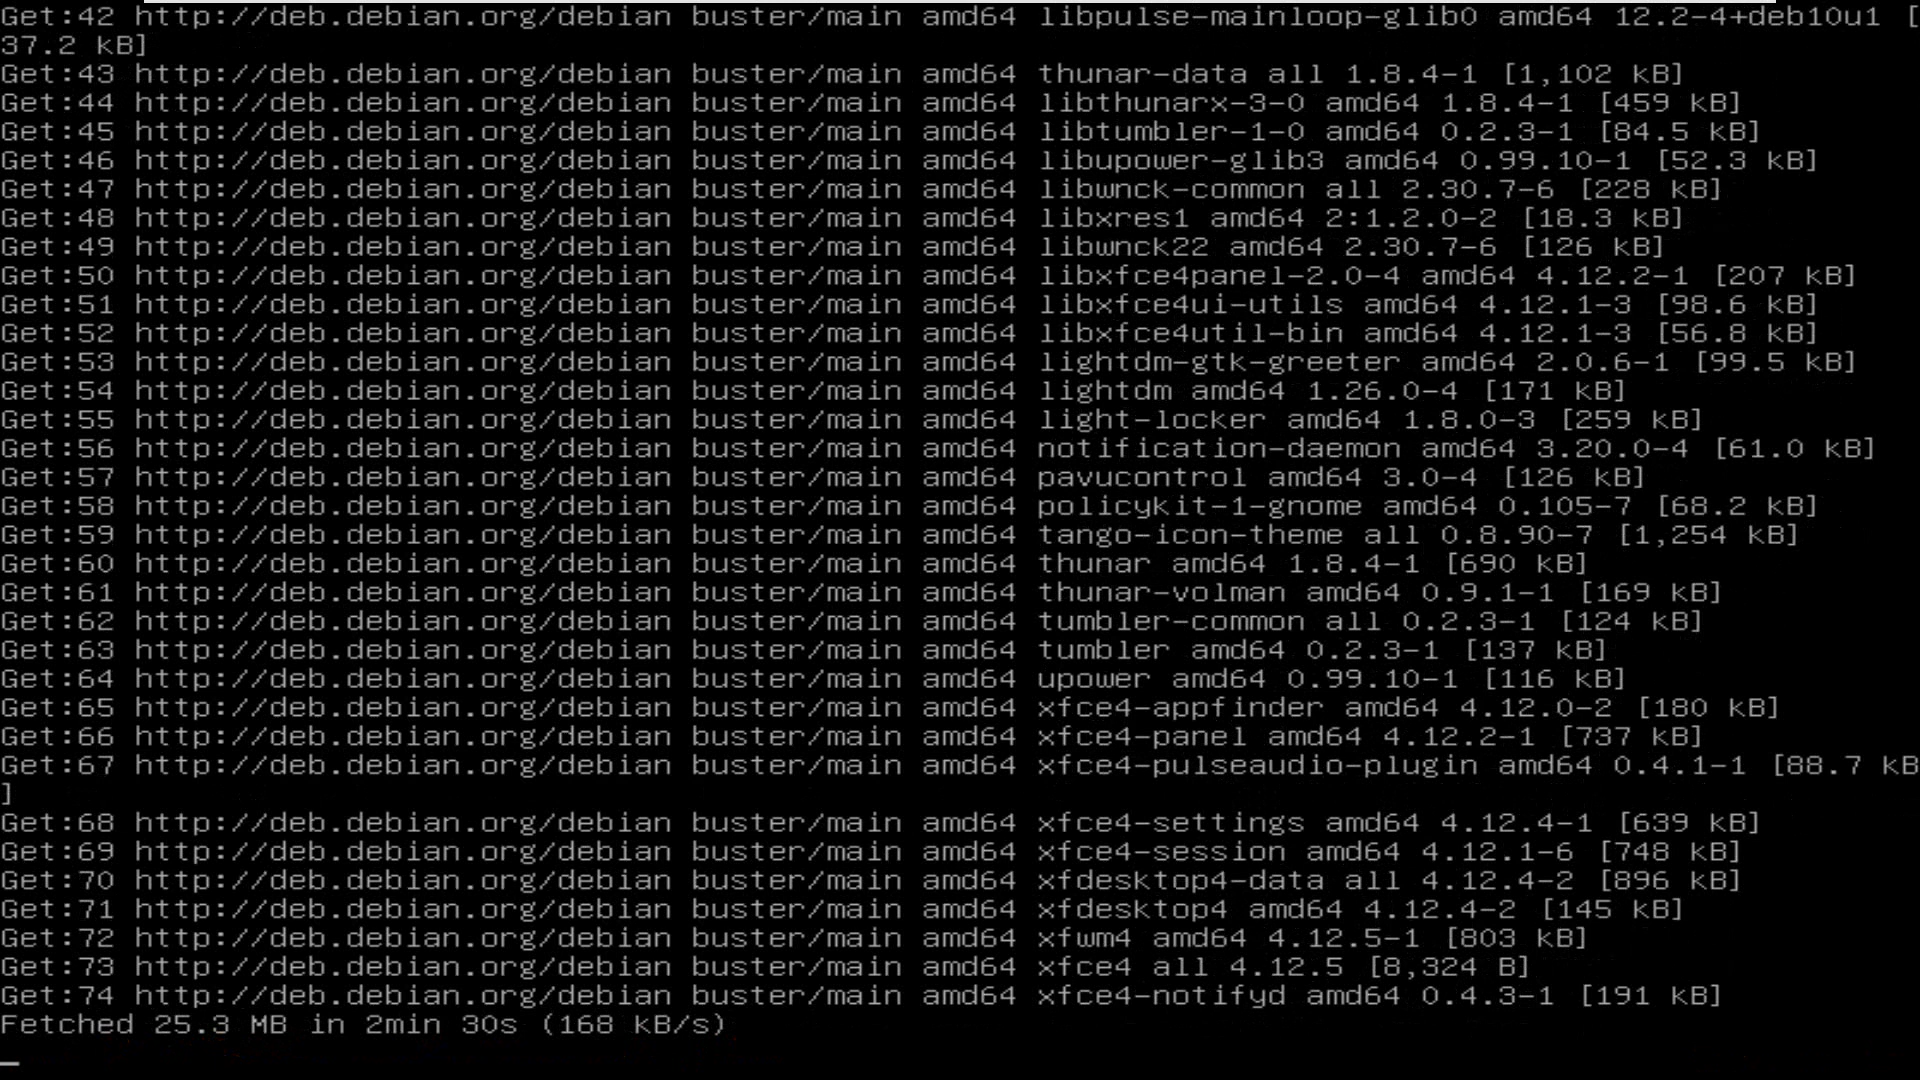 Get:42 http://deb.debian.org/debian buster/main amd64 libpulse-mainloop-glib0 amd64 12.2-4+deb10u1 [
37.2 kB]
Get:43 http://deb.debian.org/debian buster/main amd64 thunar-data all 1.8.4-1 [1,102 kB]
Get:44 http://deb.debian.org/debian buster/main amd64 libthunarx-3-0 amd64 1.8.4-1 [459 kB]
Get:45 http://deb.debian.org/debian buster/main amd64 libtumbler-1-0 amd64 0.2.3-1 [84.5 kB]
Get:46 http://deb.debian.org/debian buster/main amd64 libupower-glib3 amd64 0.99.10-1 [52.3 kB]
Get:47 http://deb.debian.org/debian buster/main amd64 libwnck-common all 2.30.7-6 [228 kB]
Get:48 http://deb.debian.org/debian buster/main amd64 libxres1 amd64 2:1.2.0-2 [18.3 kB]
Get:49 http://deb.debian.org/debian buster/main amd64 libwnck22 amd64 2.30.7-6 [126 kB]
Get:50 http://deb.debian.org/debian buster/main amd64 libxfce4panel-2.0-4 amd64 4.12.2-1 [207 kB]
Get:51 http://deb.debian.org/debian buster/main amd64 libxfce4ui-utils amd64 4.12.1-3 [98.6 kB]
Get:52 http://deb.debian.org/debian buster/main amd64 libxfce4util-bin amd64 4.12.1-3 [56.8 kB]
Get:53 http://deb.debian.org/debian buster/main amd64 lightdm-gtk-greeter amd64 2.0.6-1 [99.5 kB]
Get:54 http://deb.debian.org/debian buster/main amd64 lightdm amd64 1.26.0-4 [171 kB]
Get:55 http://deb.debian.org/debian buster/main amd64 light-locker amd64 1.8.0-3 [259 kB]
Get:56 http://deb.debian.org/debian buster/main amd64 notification-daemon amd64 3.20.0-4 [61.0 kB]
Get:57 http://deb.debian.org/debian buster/main amd64 pavucontrol amd64 3.0-4 [126 kB]
Get:58 http://deb.debian.org/debian buster/main amd64 policykit-1-gnome amd64 0.105-7 [68.2 kB]
Get:59 http://deb.debian.org/debian buster/main amd64 tango-icon-theme all 0.8.90-7 [1,254 kB]
Get:60 http://deb.debian.org/debian buster/main amd64 thunar amd64 1.8.4-1 [690 kB]
Get:61 http://deb.debian.org/debian buster/main amd64 thunar-volman amd64 0.9.1-1 [169 kB]
Get:62 http://deb.debian.org/debian buster/main amd64 tumbler-common all 0.2.3-1 [124 kB]
Get:63 http://deb.debian.org/debian buster/main amd64 tumbler amd64 0.2.3-1 [137 kB]
Get:64 http://deb.debian.org/debian buster/main amd64 upower amd64 0.99.10-1 [116 kB]
Get:65 http://deb.debian.org/debian buster/main amd64 xfce4-appfinder amd64 4.12.0-2 [180 kB]
Get:66 http://deb.debian.org/debian buster/main amd64 xfce4-panel amd64 4.12.2-1 [737 kB]
Get:67 http://deb.debian.org/debian buster/main amd64 xfce4-pulseaudio-plugin amd64 0.4.1-1 [88.7 kB
]
Get:68 http://deb.debian.org/debian buster/main amd64 xfce4-settings amd64 4.12.4-1 [639 kB]
Get:69 http://deb.debian.org/debian buster/main amd64 xfce4-session amd64 4.12.1-6 [748 kB]
Get:70 http://deb.debian.org/debian buster/main amd64 xfdesktop4-data all 4.12.4-2 [896 kB]
Get:71 http://deb.debian.org/debian buster/main amd64 xfdesktop4 amd64 4.12.4-2 [145 kB]
Get:72 http://deb.debian.org/debian buster/main amd64 xfwm4 amd64 4.12.5-1 [803 kB]
Get:73 http://deb.debian.org/debian buster/main amd64 xfce4 all 4.12.5 [8,324 B]
Get:74 http://deb.debian.org/debian buster/main amd64 xfce4-notifyd amd64 0.4.3-1 [191 kB]
Fetched 25.3 MB in 2min 30s (168 kB/s)